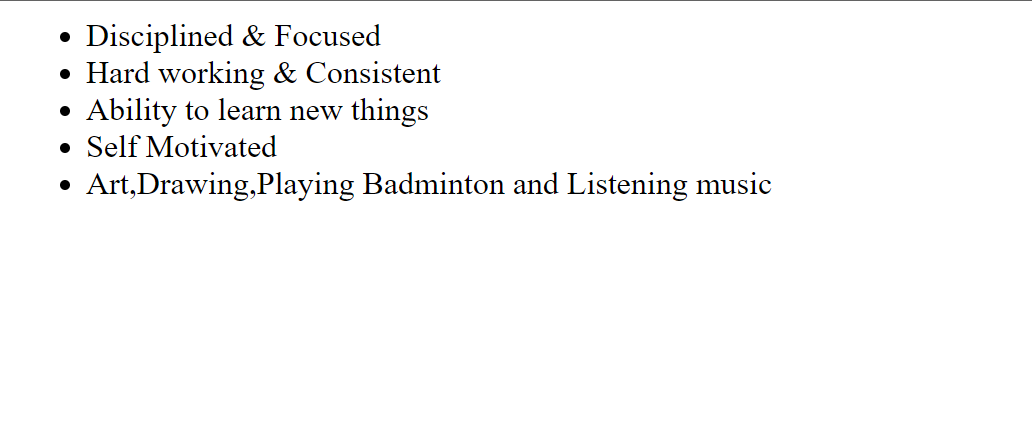 Disciplined & Focused
Hard working & Consistent
Ability to learn new things
Self Motivated
Art,Drawing,Playing Badminton and Listening music